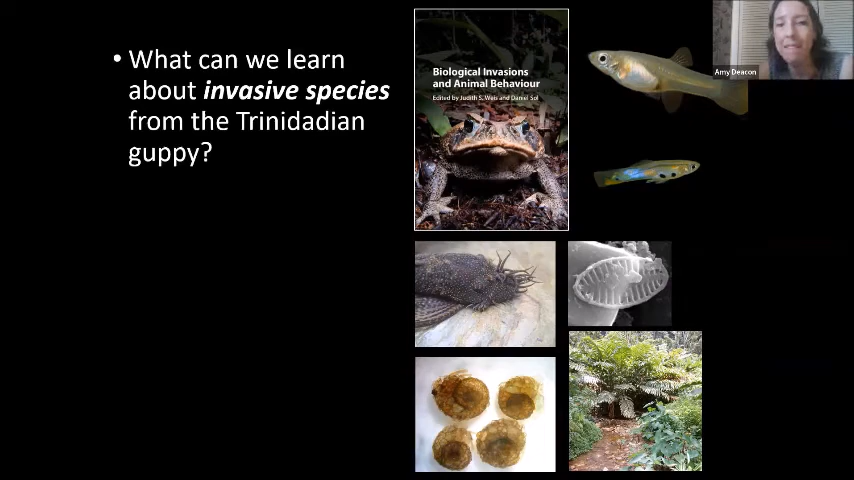 • What can we learn
about invasive species
from the Trinidadian
guppy?
Biological Invasions
and Animal Behaviour
Edited by Judith S. Weis and Daniel Sol
Amy Deacon